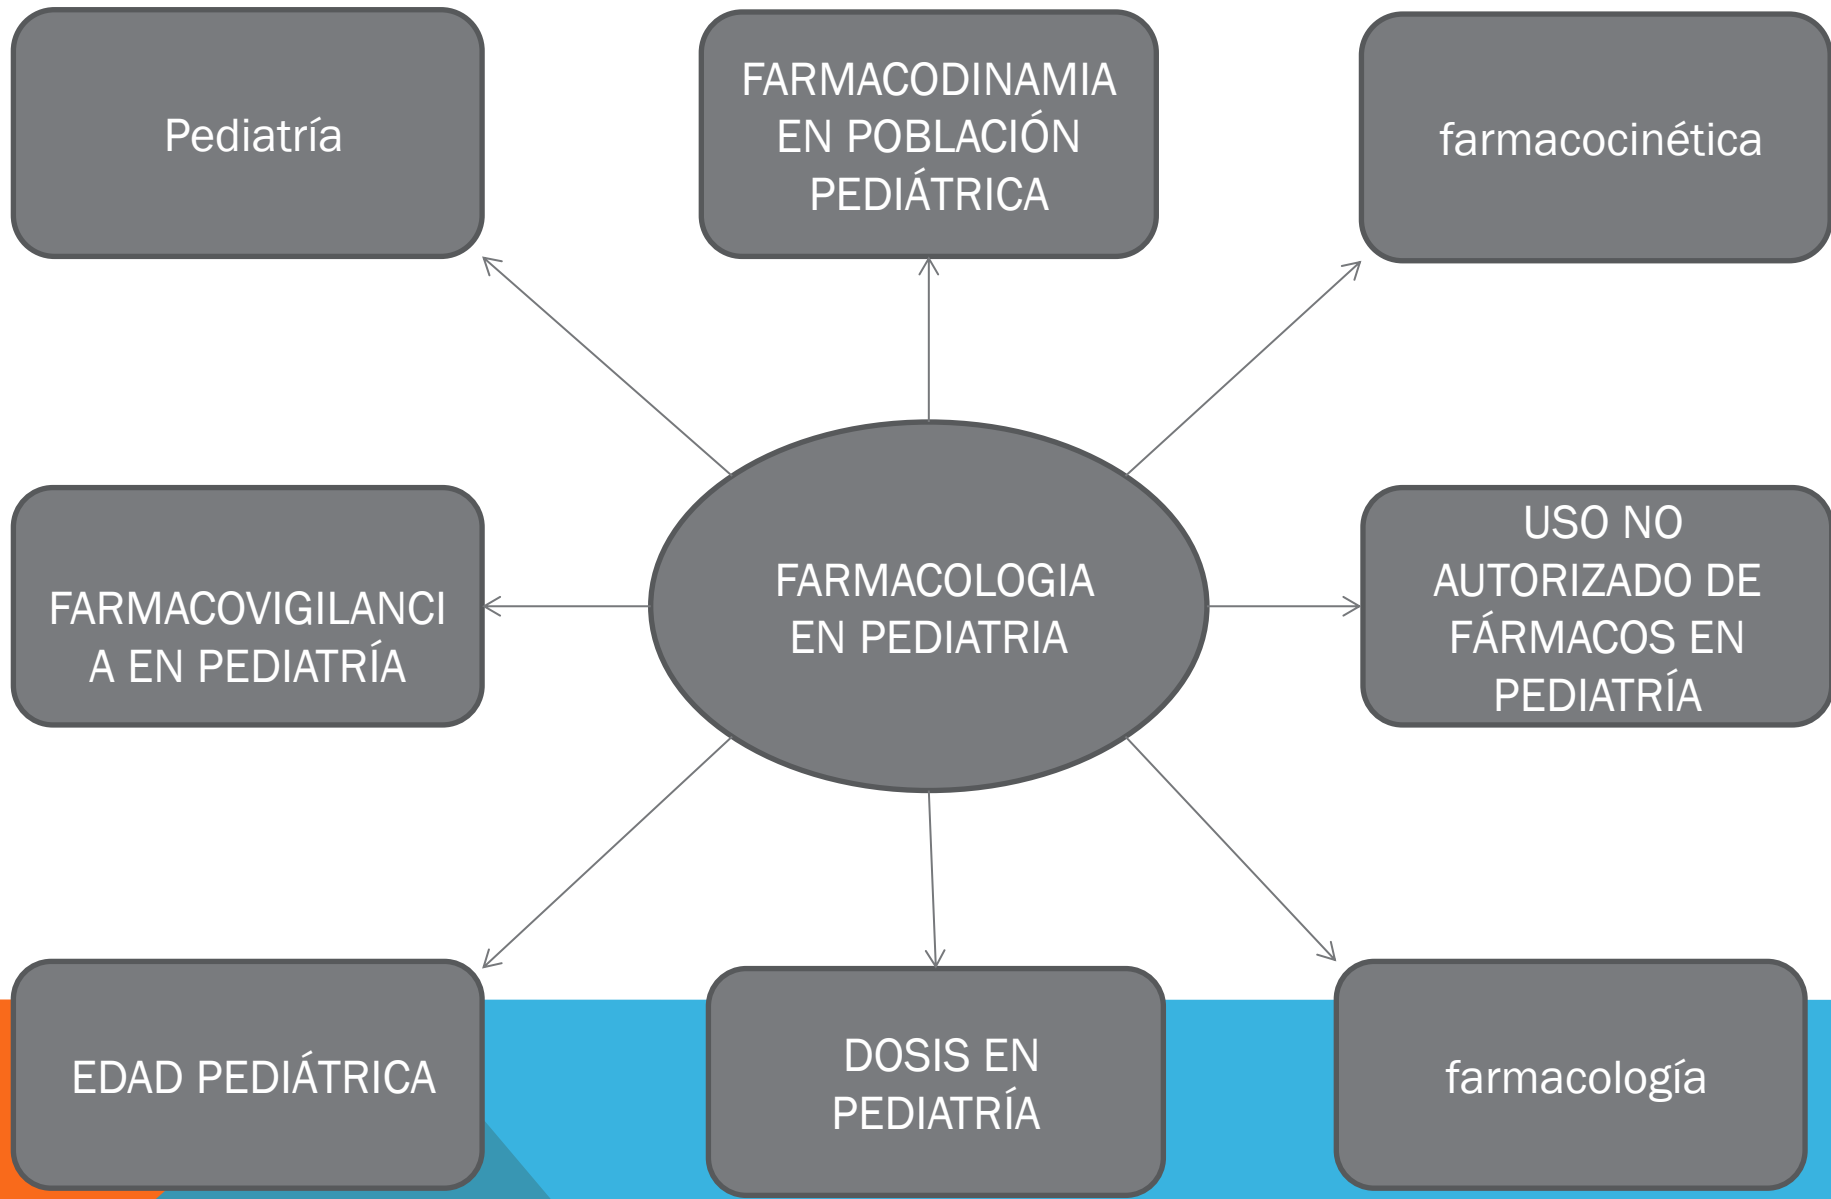 Pediatría
FARMACODINAMIA
EN POBLACIÓN
PEDIÁTRICA
farmacocinética
FARMACOVIGILANCI
A EN PEDIATRÍA
FARMACOLOGIA
EN PEDIATRIA
USO NO
AUTORIZADO DE
FÁRMACOS EN
PEDIATRÍA
EDAD PEDIÁTRICA
DOSIS EN
PEDIATRÍA
farmacología